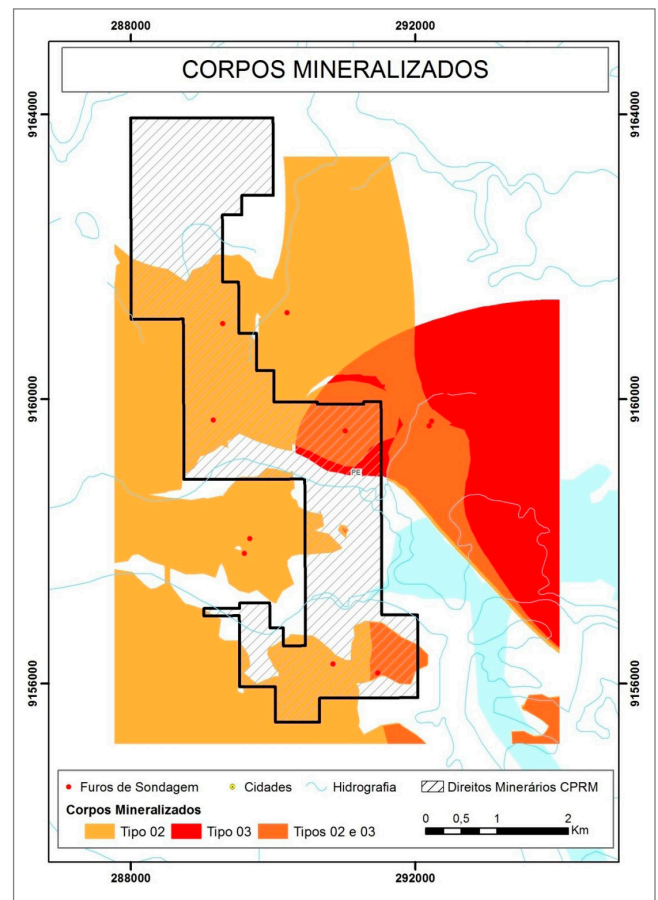 288000 292000
CORPOS MINERALIZADOS
9164000 9164000
9160000 9160000
PE
9156000 9156000
Furos de Sondagem Cidades Hidrografia Direitos Minerários CPRM
Corpos Mineralizados
Tipo 02 Tipo 03 Tipos 02 e 03
0 0,5 1 2
Km
288000 292000